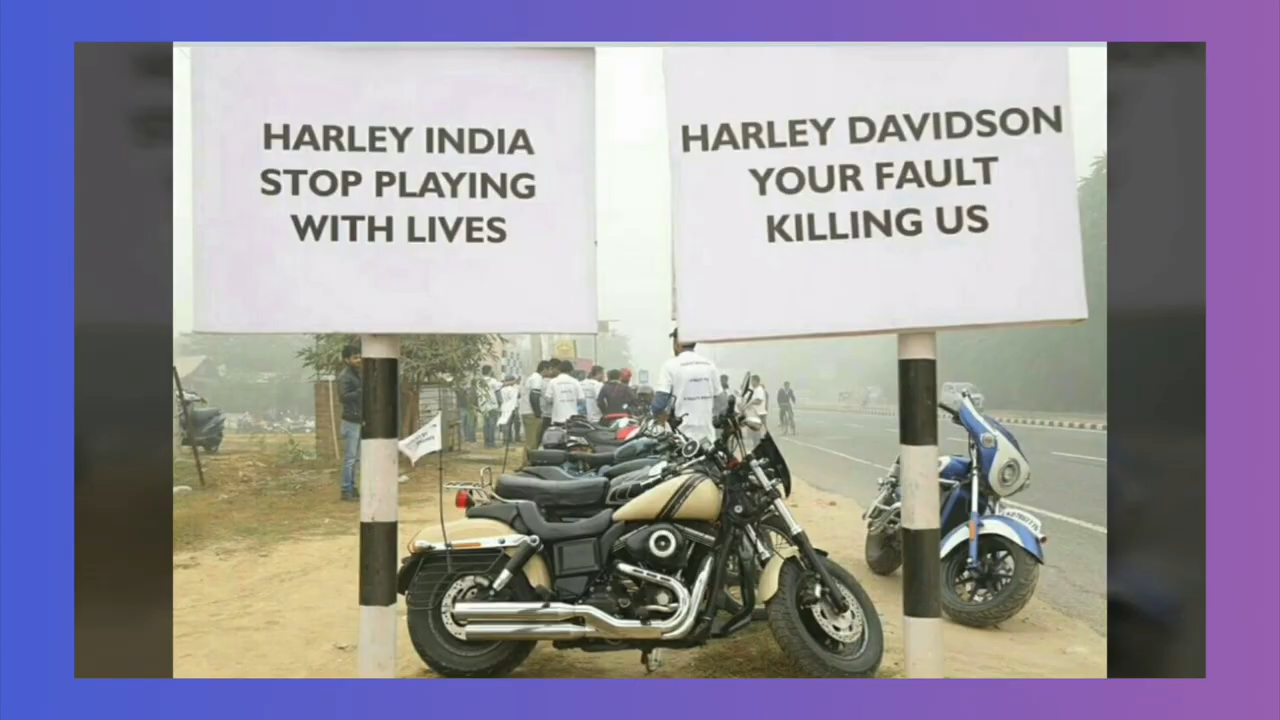 HARLEY INDIA
STOP PLAYING
WITH LIVES
HARLEY DAVIDSON
YOUR FAULT
KILLING US